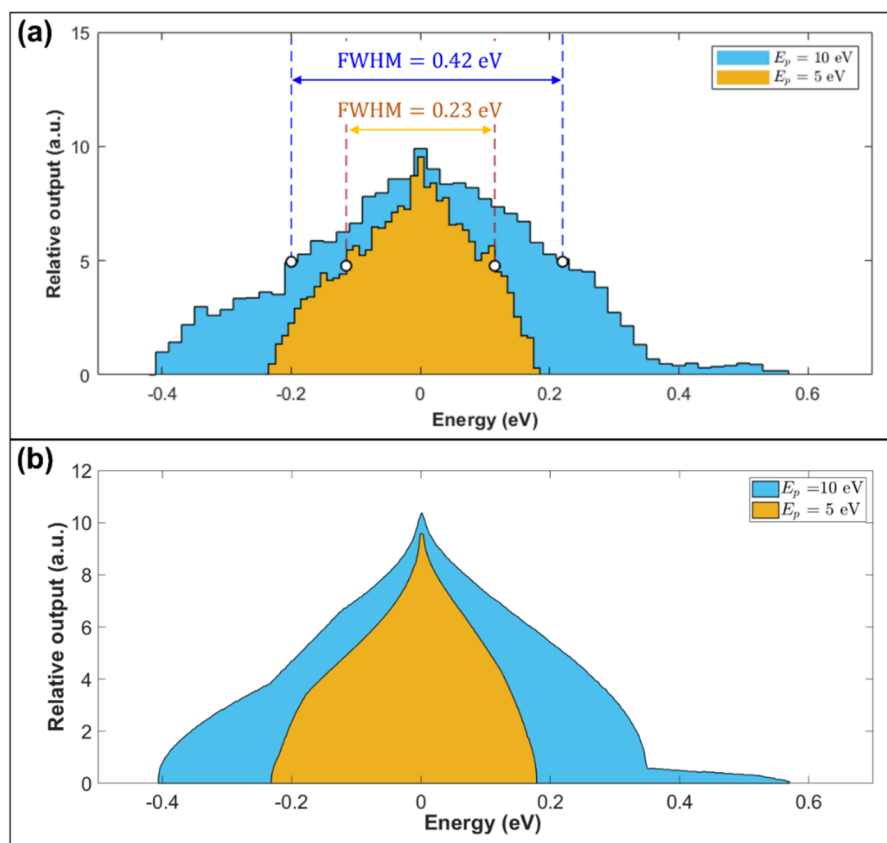 (a)
15
10
5
0
Relative output (a.u.)
FWHM = 0.42 eV
FWHM = 0.23 eV
E_p = 10 eV
E_p = 5 eV
-0.4
-0.2
0
0.2
0.4
0.6
Energy (eV)
(b)
12
10
8
6
4
2
0
Relative output (a.u.)
E_p =10 eV
E_p = 5 eV
-0.4
-0.2
0
0.2
0.4
0.6
Energy (eV)